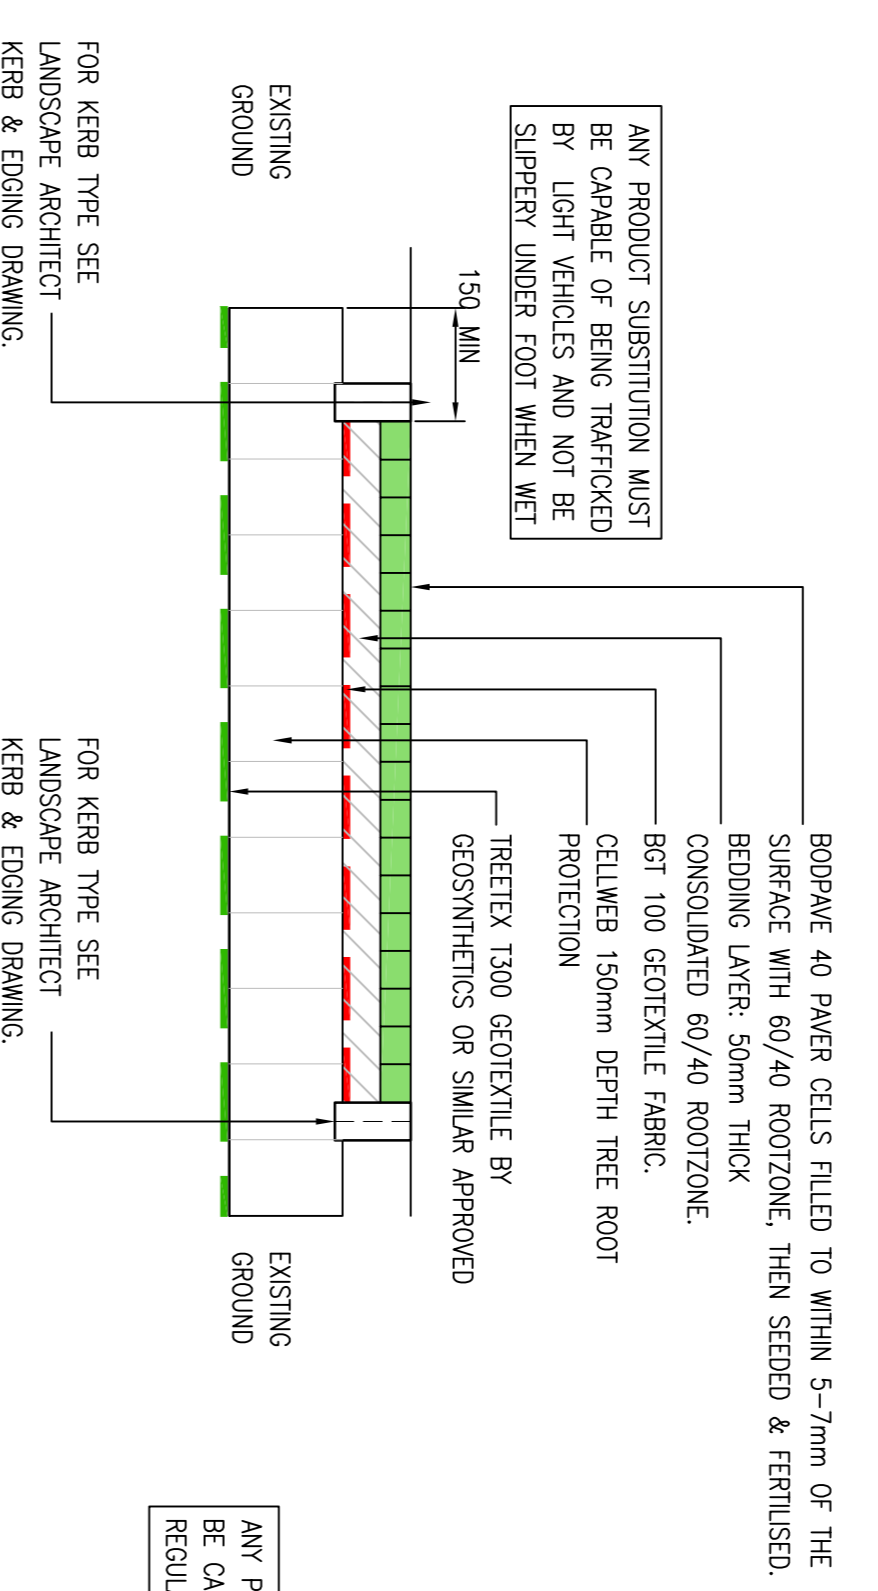 BODPAVE 40 PAVER CELLS FILLED TO WITHIN 5-7mm OF THE
SURFACE WITH 60/40 ROOTZONE, THEN SEEDED & FERTILISED.
BEDDING LAYER: 50mm THICK
CONSOLIDATED 60/40 ROOTZONE.
BGT 100 GEOTEXTILE FABRIC.
CELLWEB 150mm DEPTH TREE ROOT
PROTECTION
TREETEX T300 GEOTEXTILE BY
GEOSYNTHETICS OR SIMILAR APPROVED
ANY PRODUCT SUBSTITUTION MUST
BE CAPABLE OF BEING TRAFFICKED
BY LIGHT VEHICLES AND NOT BE
SLIPPERY UNDER FOOT WHEN WET
150 MIN
EXISTING
GROUND
EXISTING
GROUND
FOR KERB TYPE SEE
LANDSCAPE ARCHITECT
KERB & EDGING DRAWING.
FOR KERB TYPE SEE
LANDSCAPE ARCHITECT
KERB & EDGING DRAWING.
ANY P
BE CA
REGUL